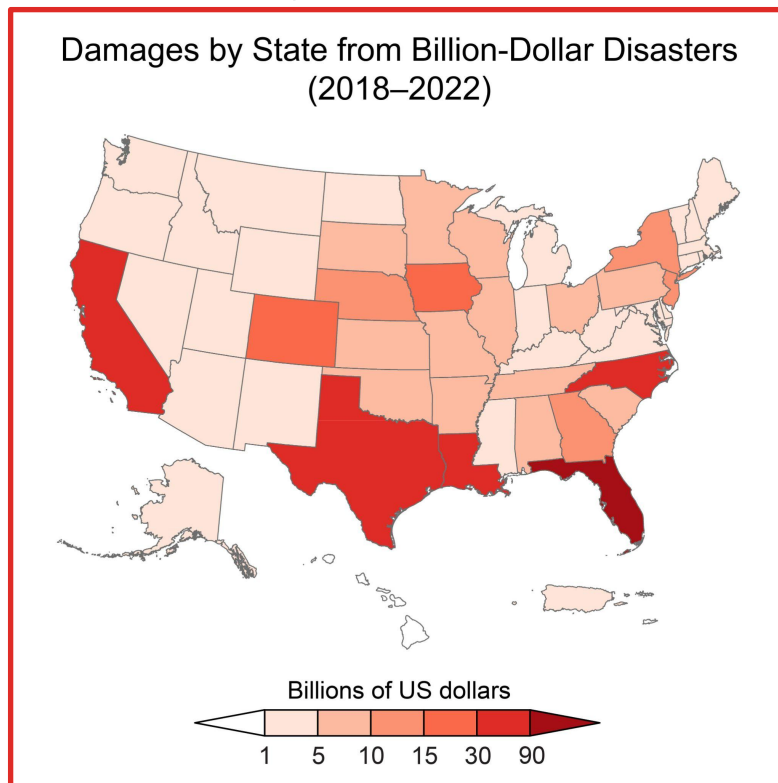 Damages by State from Billion-Dollar Disasters
(2018–2022)
Billions of US dollars
1 5 10 15 30 90